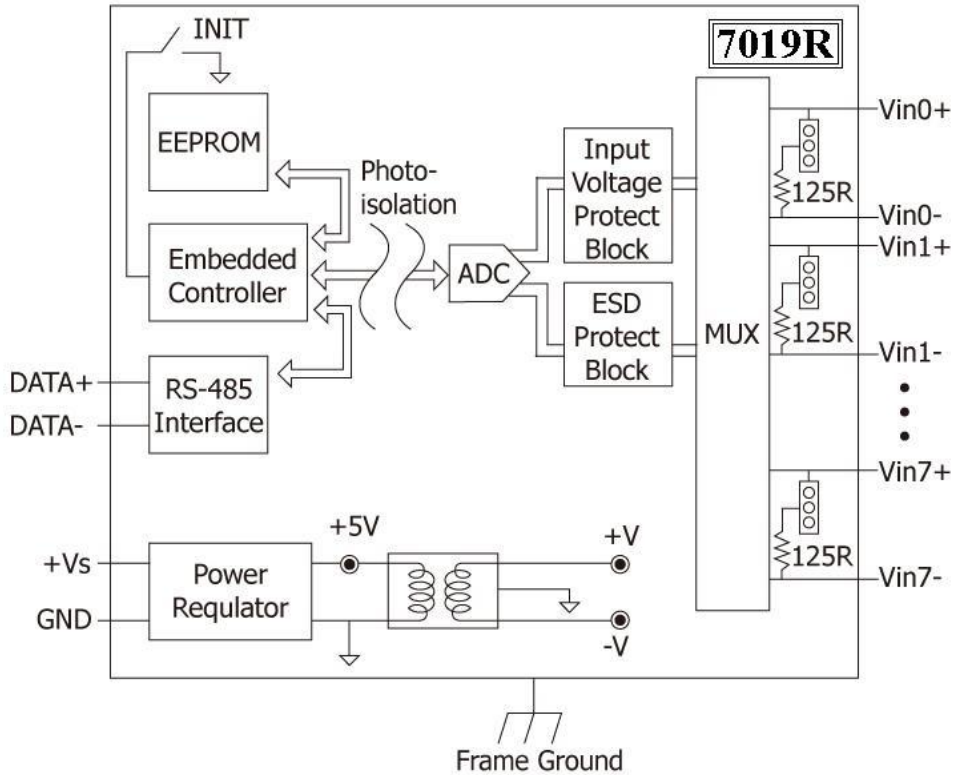 INIT
7019R
EEPROM
Photo-
isolation
Input
Voltage
Protect
Block
Vin0+
125R
Vin0-
Embedded
Controller
ADC
ESD
Protect
Block
MUX
Vin1+
125R
Vin1-
DATA+
DATA-
RS-485
Interface
Vin7+
125R
Vin7-
+Vs
GND
Power
Requlator
+5V
+V
-V
Frame Ground